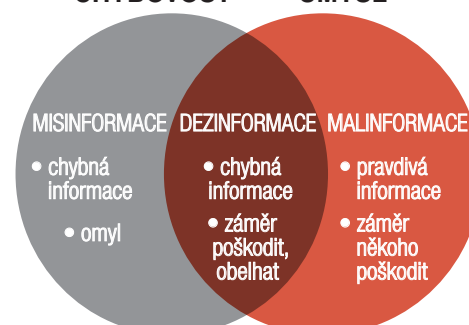 MISINFORMACE DEZINFORMACE MALINFORMACE
• chybná
informace
• omyl
• chybná
informace
• záměr
poškodit,
obelhat
• pravdivá
informace
• záměr
někoho
poškodit